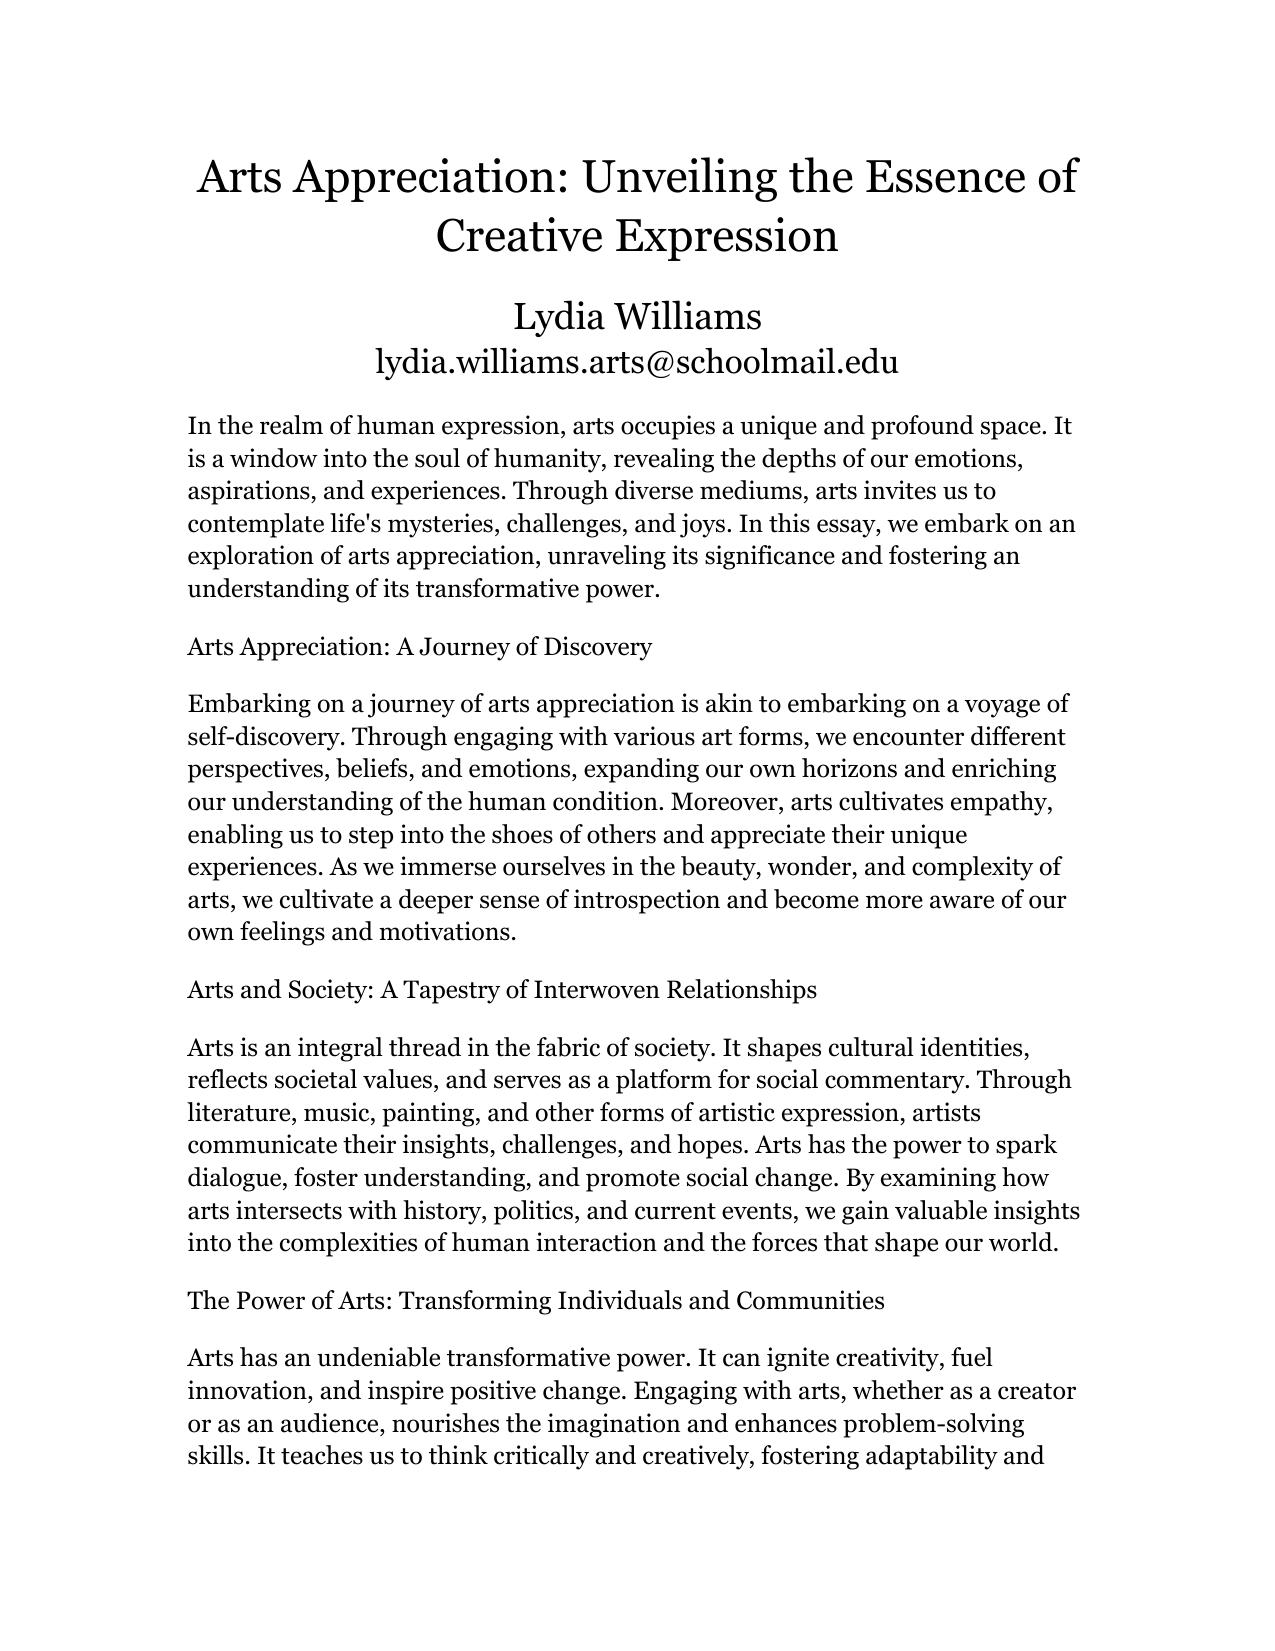 Arts Appreciation: Unveiling the Essence of
Creative Expression
Lydia Williams
lydia.williams.arts@schoolmail.edu
In the realm of human expression, arts occupies a unique and profound space. It
is a window into the soul of humanity, revealing the depths of our emotions,
aspirations, and experiences. Through diverse mediums, arts invites us to
contemplate life's mysteries, challenges, and joys. In this essay, we embark on an
exploration of arts appreciation, unraveling its significance and fostering an
understanding of its transformative power.
Arts Appreciation: A Journey of Discovery
Embarking on a journey of arts appreciation is akin to embarking on a voyage of
self-discovery. Through engaging with various art forms, we encounter different
perspectives, beliefs, and emotions, expanding our own horizons and enriching
our understanding of the human condition. Moreover, arts cultivates empathy,
enabling us to step into the shoes of others and appreciate their unique
experiences. As we immerse ourselves in the beauty, wonder, and complexity of
arts, we cultivate a deeper sense of introspection and become more aware of our
own feelings and motivations.
Arts and Society: A Tapestry of Interwoven Relationships
Arts is an integral thread in the fabric of society. It shapes cultural identities,
reflects societal values, and serves as a platform for social commentary. Through
literature, music, painting, and other forms of artistic expression, artists
communicate their insights, challenges, and hopes. Arts has the power to spark
dialogue, foster understanding, and promote social change. By examining how
arts intersects with history, politics, and current events, we gain valuable insights
into the complexities of human interaction and the forces that shape our world.
The Power of Arts: Transforming Individuals and Communities
Arts has an undeniable transformative power. It can ignite creativity, fuel
innovation, and inspire positive change. Engaging with arts, whether as a creator
or as an audience, nourishes the imagination and enhances problem-solving
skills. It teaches us to think critically and creatively, fostering adaptability and